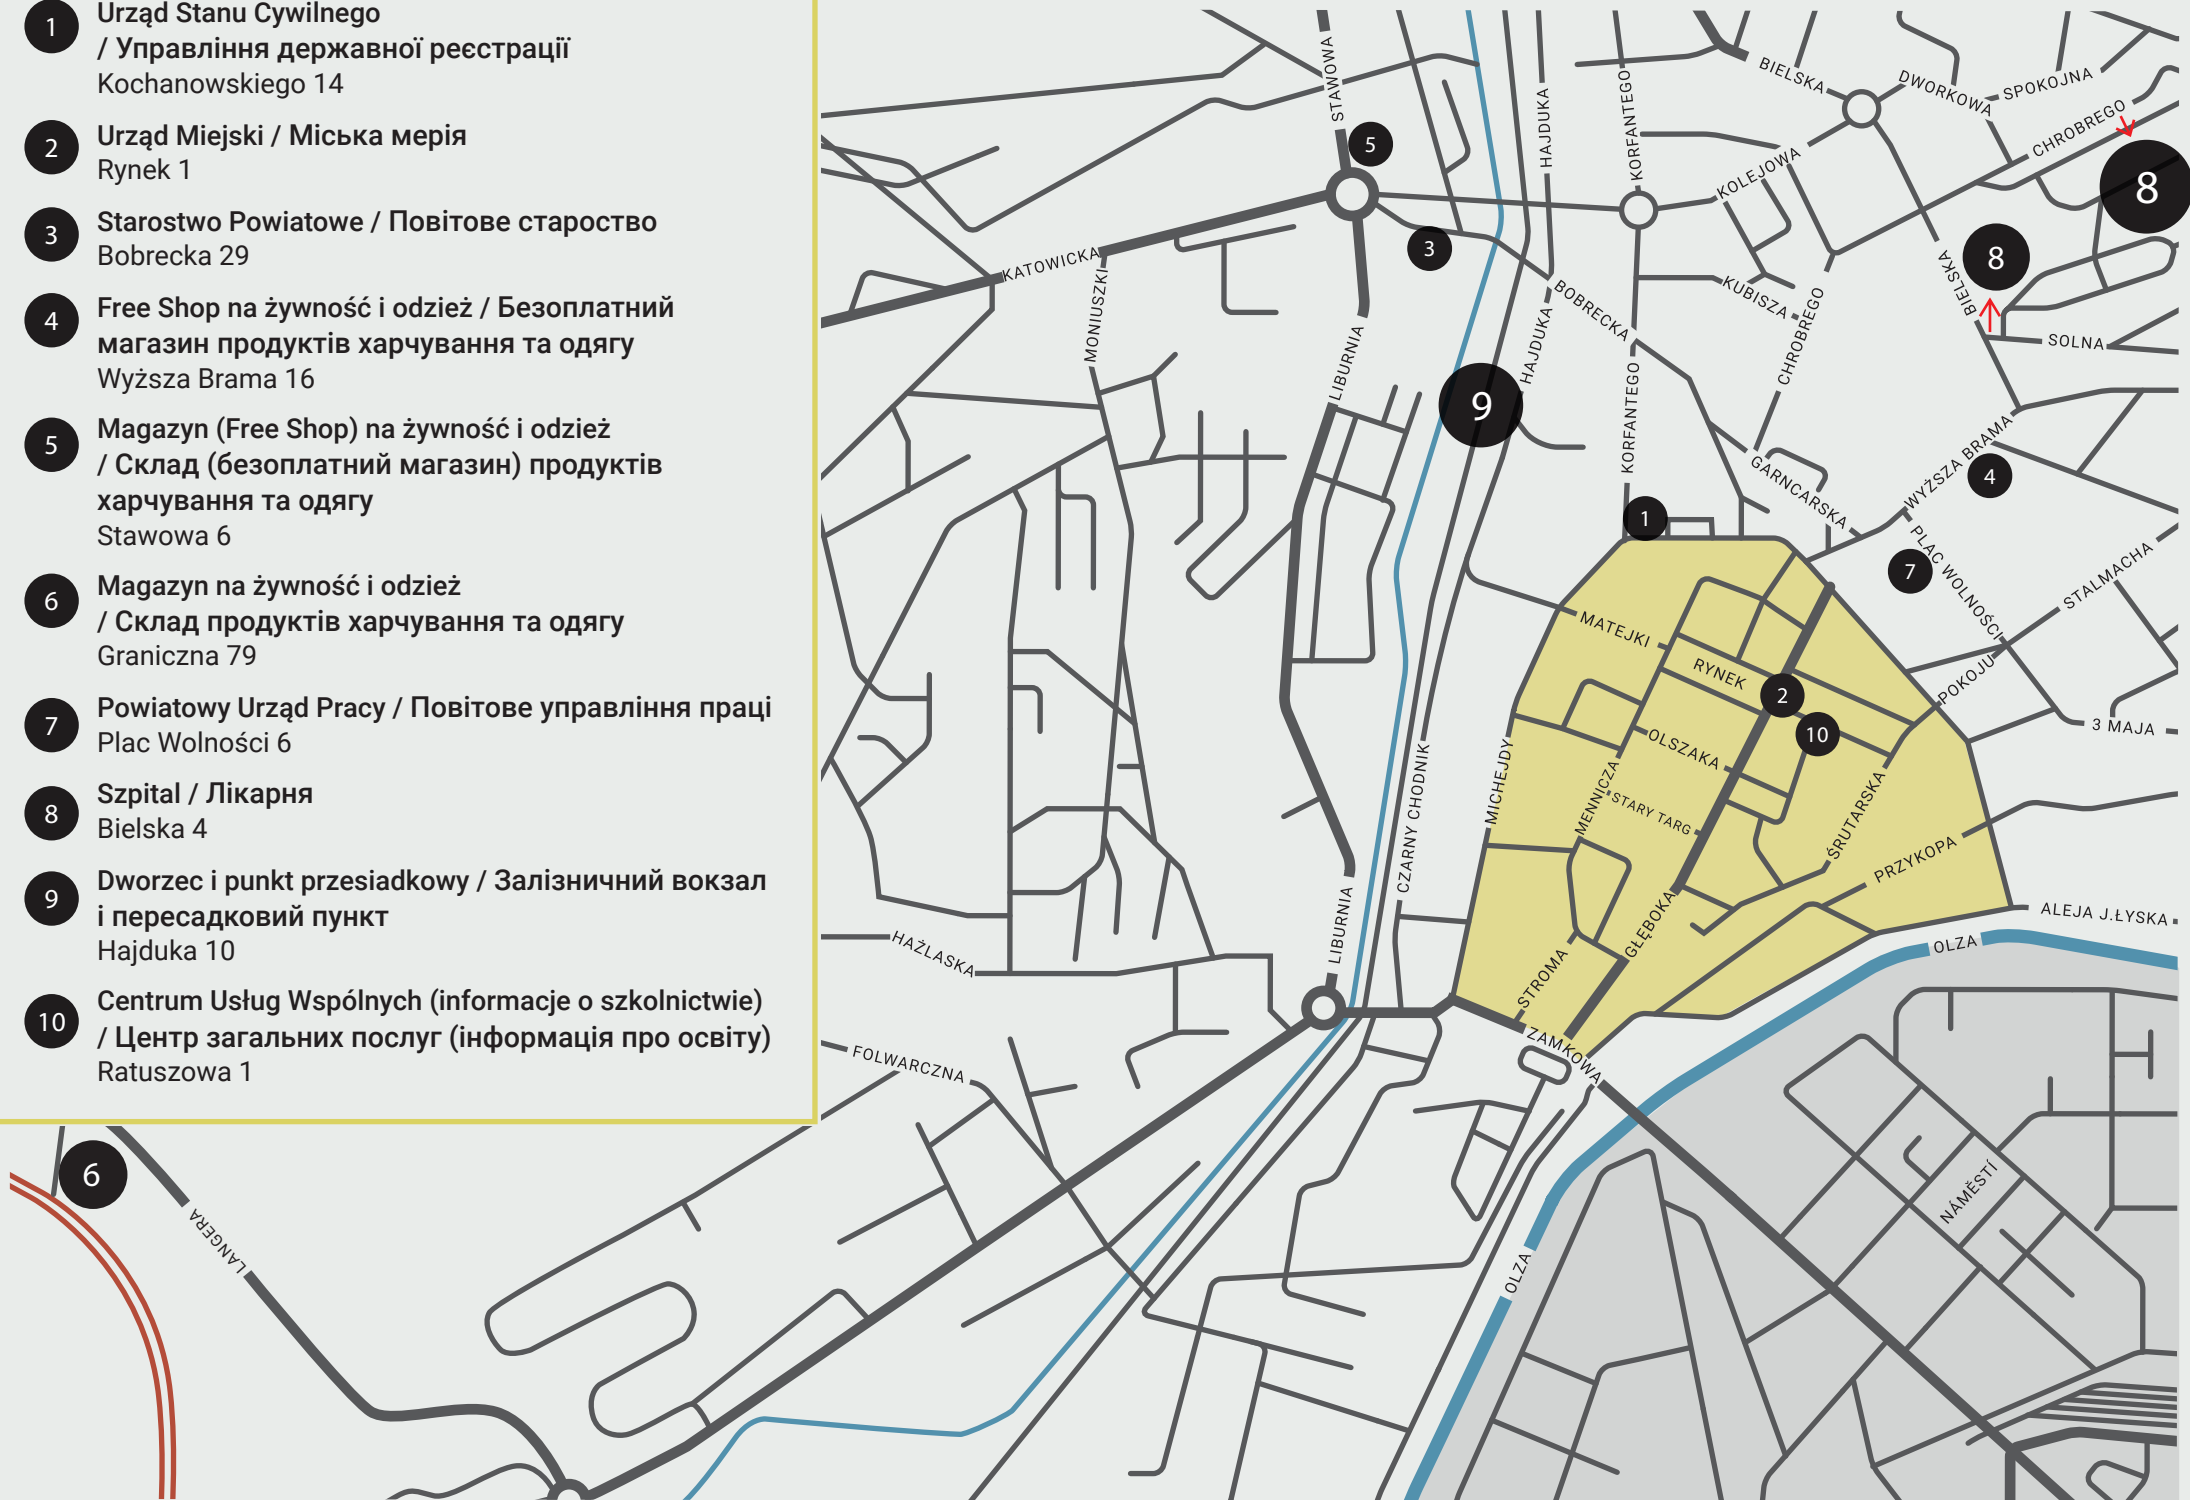 1
Urząd Stanu Cywilnego
/ Управління державної реєстрації
Kochanowskiego 14
2
Urząd Miejski / Міська мерія
Rynek 1
3
Starostwo Powiatowe / Повітове староство
Bobrecka 29
4
Free Shop na żywność i odzież / Безоплатний
магазин продуктів харчування та одягу
Wyższa Brama 16
5
Magazyn (Free Shop) na żywność i odzież
/ Склад (безоплатний магазин) продуктів
харчування та одягу
Stawowa 6
6
Magazyn na żywność i odzież
/ Склад продуктів харчування та одягу
Graniczna 79
7
Powiatowy Urząd Pracy / Повітове управління праці
Plac Wolności 6
8
Szpital / Лікарня
Bielska 4
9
Dworzec i punkt przesiadkowy / Залізничний вокзал
і пересадковий пункт
Hajduka 10
10
Centrum Usług Wspólnych (informacje o szkolnictwie)
/ Центр загальних послуг (інформація про освіту)
Ratuszowa 1
STAWOWA
HAJDUKA
KORFANTEGO
BIELSKA
DWORKOWA
SPOKOJNA
CHROBREGO
KOLEJOWA
5
8
3
8
KATOWICKA
MONIUSZKI
LIBURNIA
HAJDUKA
BOBRECKA
KUBISZA
CHROBREGO
BIELSKA
SOLNA
9
KORFANTEGO
GARNCARSKA
WYŻSZA BRAMA
4
1
7
PLAC WOLNOŚCI
STALMACHA
MATEJKI
RYNEK
2
10
POKOJU
3 MAJA
OLSZAKA
MICHEJDY
MENNICZA
STARY TARG
ŚRUTARSKA
CZARNY CHODNIK
PRZYKOPA
LIBURNIA
GŁĘBOKA
STROMA
ALEJA J.ŁYSKA
OLZA
HAŻLASKA
ZAMKOWA
FOLWARCZNA
6
LANGERA
NÁMĚSTÍ
OLZA